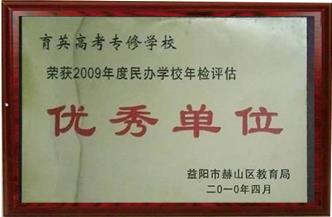 育英高考专修学校
荣获2009年度民办学校年检评估
优秀单位
益阳市赫山区教育局
二○一○年四月